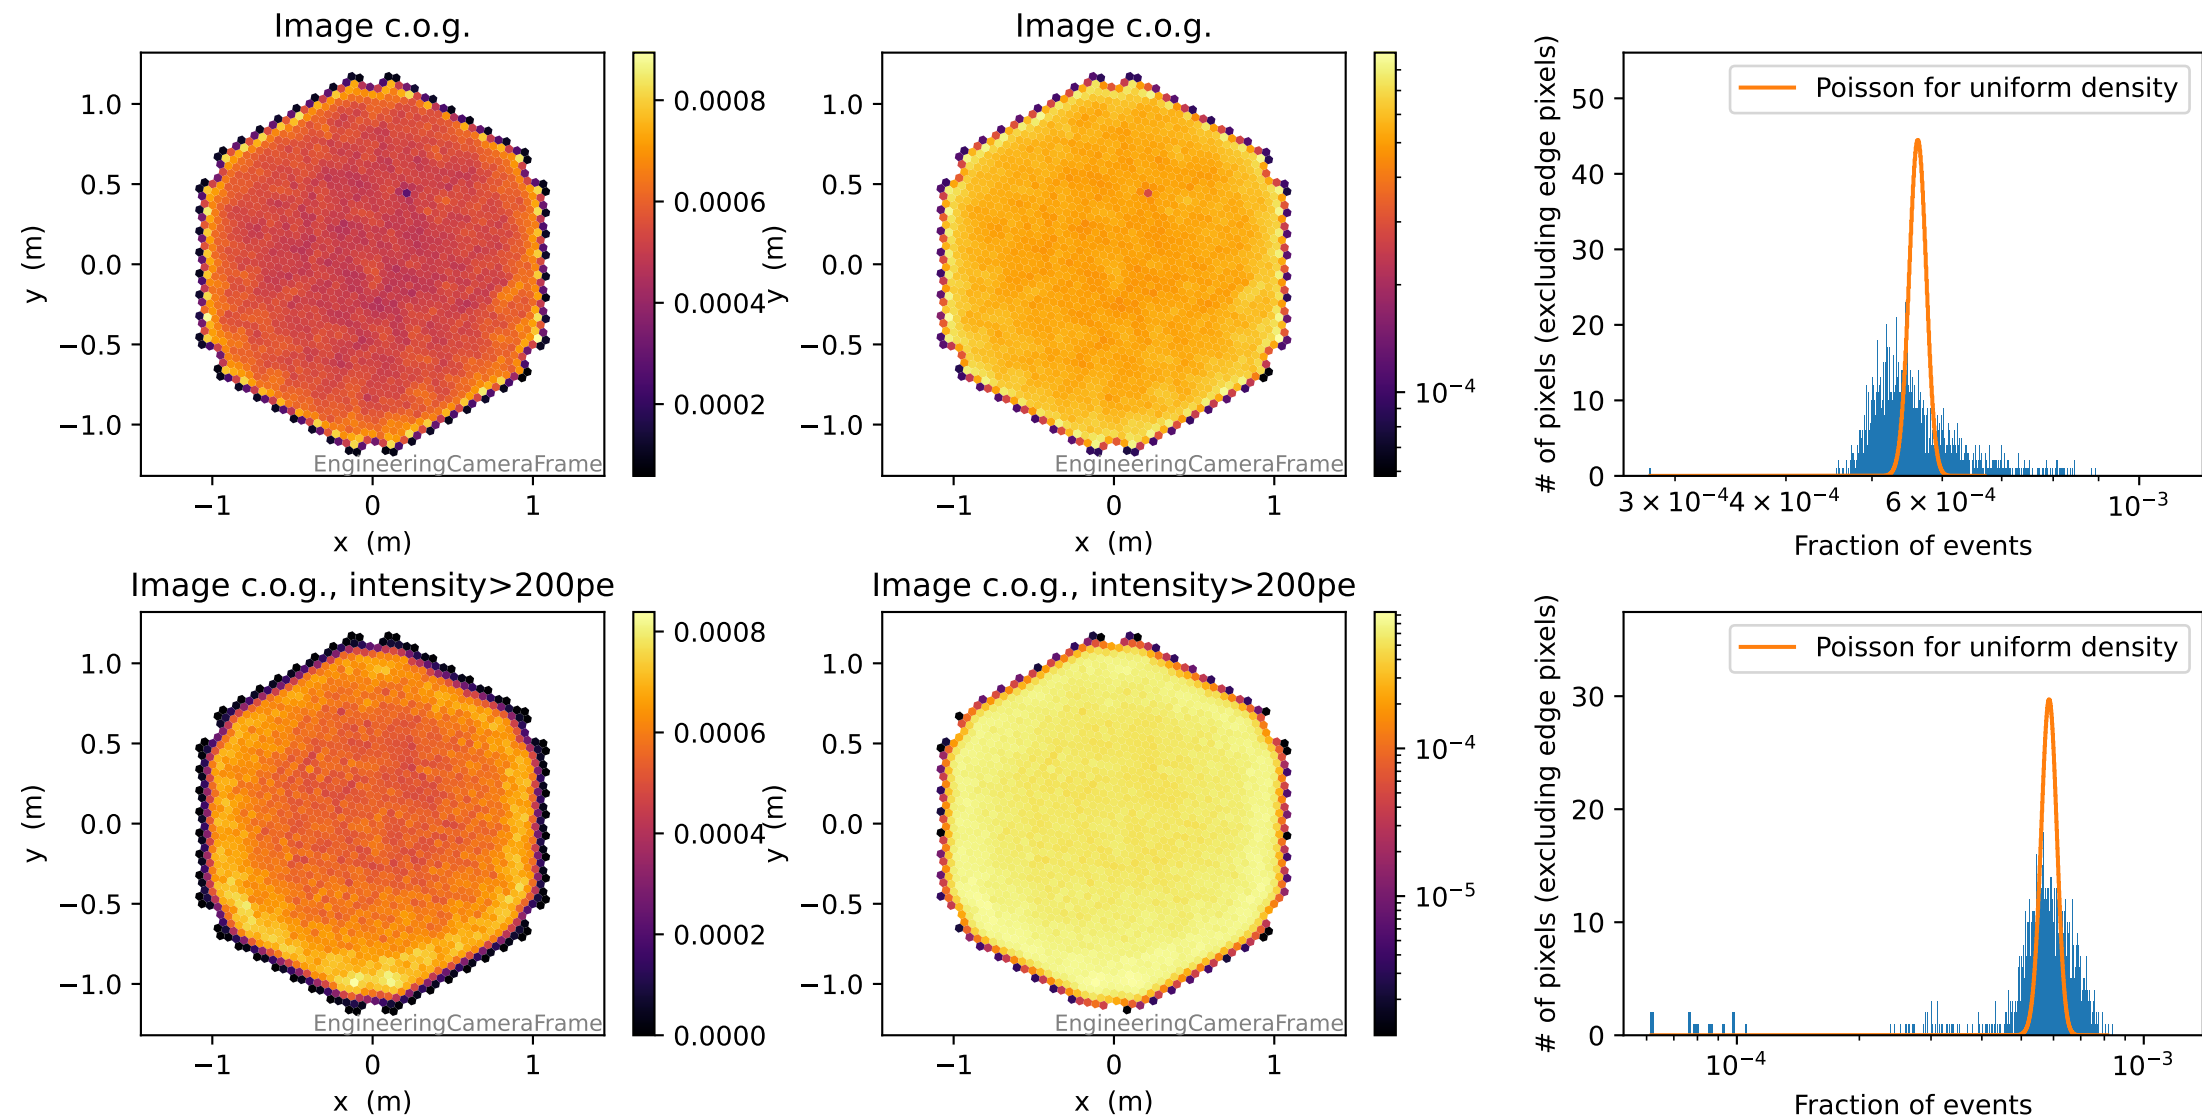 Image c.o.g.
y (m)
1.0
0.5
0.0
−0.5
−1.0
EngineeringCameraFrame
−1 0 1
x (m)
0.0008
0.0006
0.0004
0.0002
Image c.o.g.
y (m)
1.0
0.5
0.0
−0.5
−1.0
EngineeringCameraFrame
−1 0 1
x (m)
10⁻⁴
# of pixels (excluding edge pixels)
Poisson for uniform density
50
40
30
20
10
0
3 × 10⁻⁴ 4 × 10⁻⁴ 6 × 10⁻⁴ 10⁻³
Fraction of events
Image c.o.g., intensity>200pe
y (m)
1.0
0.5
0.0
−0.5
−1.0
EngineeringCameraFrame
−1 0 1
x (m)
0.0008
0.0006
0.0004
0.0002
0.0000
Image c.o.g., intensity>200pe
y (m)
1.0
0.5
0.0
−0.5
−1.0
EngineeringCameraFrame
−1 0 1
x (m)
10⁻⁴
10⁻⁵
# of pixels (excluding edge pixels)
Poisson for uniform density
30
20
10
0
10⁻⁴ 10⁻³
Fraction of events